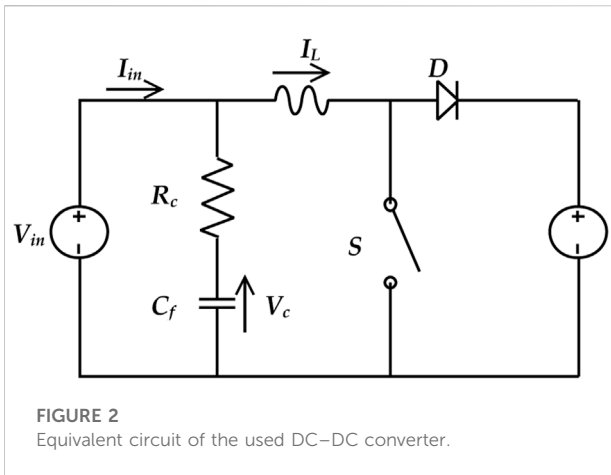 I_L
I_in
D
R_c
V_in
+
-
S
+
-
C_f
V_c
FIGURE 2
Equivalent circuit of the used DC–DC converter.